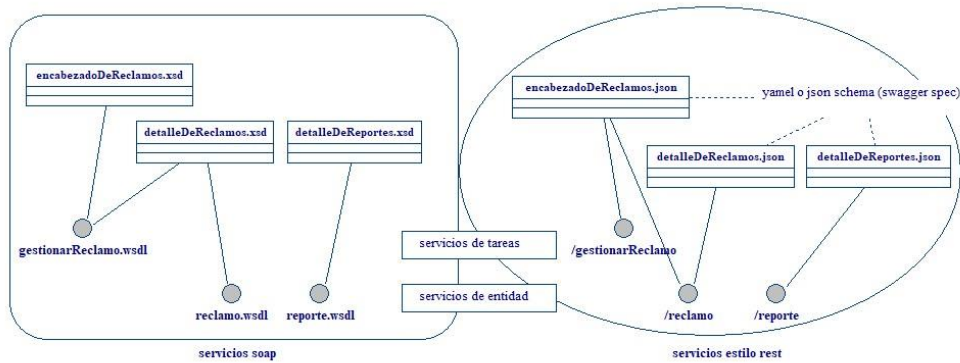 encabezadoDeReclamos.xsd
detalleDeReclamos.xsd
detalleDeReportes.xsd
gestionarReclamo.wsdl
reclamo.wsdl
reporte.wsdl
servicios soap
servicios de tareas
servicios de entidad
encabezadoDeReclamos.json
yamel o json schema (swagger spec)
detalleDeReclamos.json
detalleDeReportes.json
/gestionarReclamo
/reclamo
/reporte
servicios estilo rest